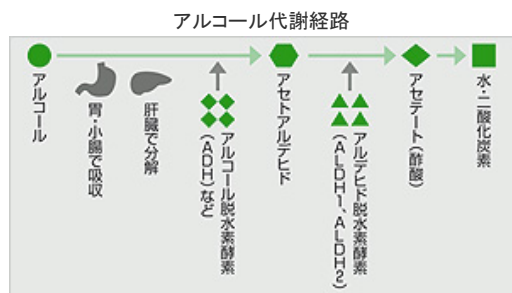 アルコール代謝経路
アルコール
胃・小腸で吸収
肝臓で分解
アルコール脱水素酵素
(ADH)など
アセトアルデヒド
アルデヒド脱水素酵素
(ALDH1、ALDH2)
アセテート(酢酸)
水・二酸化炭素